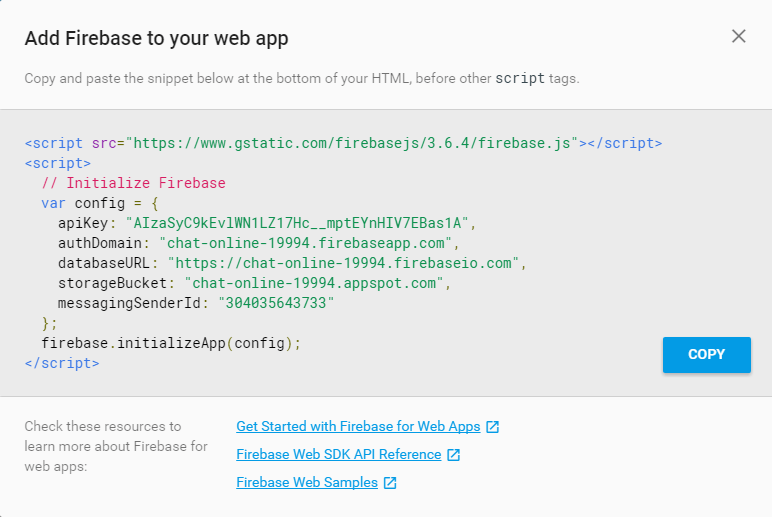 Add Firebase to your web app
Copy and paste the snippet below at the bottom of your HTML, before other script tags.
<script src="https://www.gstatic.com/firebasejs/3.6.4/firebase.js"></script>
<script>
  // Initialize Firebase
  var config = {
    apiKey: "AIzaSyC9kEvlWN1LZ17Hc__mptEYnHIV7EBas1A",
    authDomain: "chat-online-19994.firebaseapp.com",
    databaseURL: "https://chat-online-19994.firebaseio.com",
    storageBucket: "chat-online-19994.appspot.com",
    messagingSenderId: "304035643733"
  };
  firebase.initializeApp(config);
</script>
COPY
Check these resources to
learn more about Firebase for
web apps:
Get Started with Firebase for Web Apps
Firebase Web SDK API Reference
Firebase Web Samples